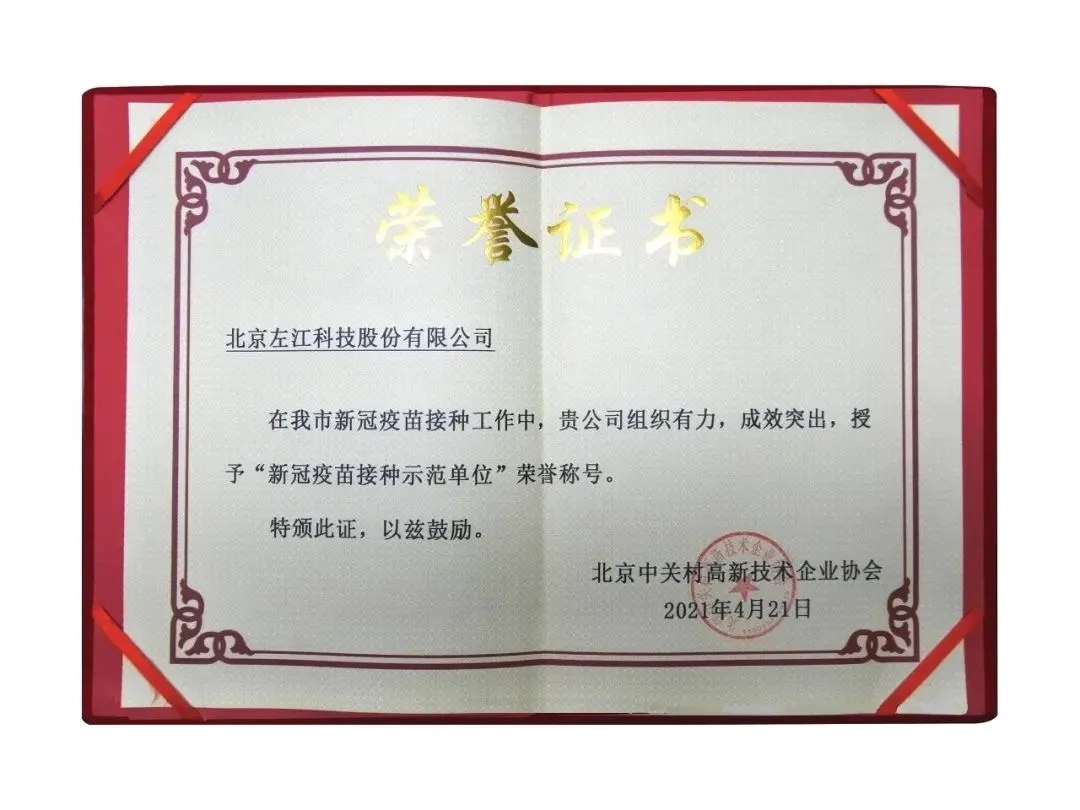 荣誉证书
北京左江科技股份有限公司
在我市新冠疫苗接种工作中，贵公司组织有力，成效突出，授
予“新冠疫苗接种示范单位”荣誉称号。
特颁此证，以兹鼓励。
北京中关村高新技术企业协会
2021年4月21日